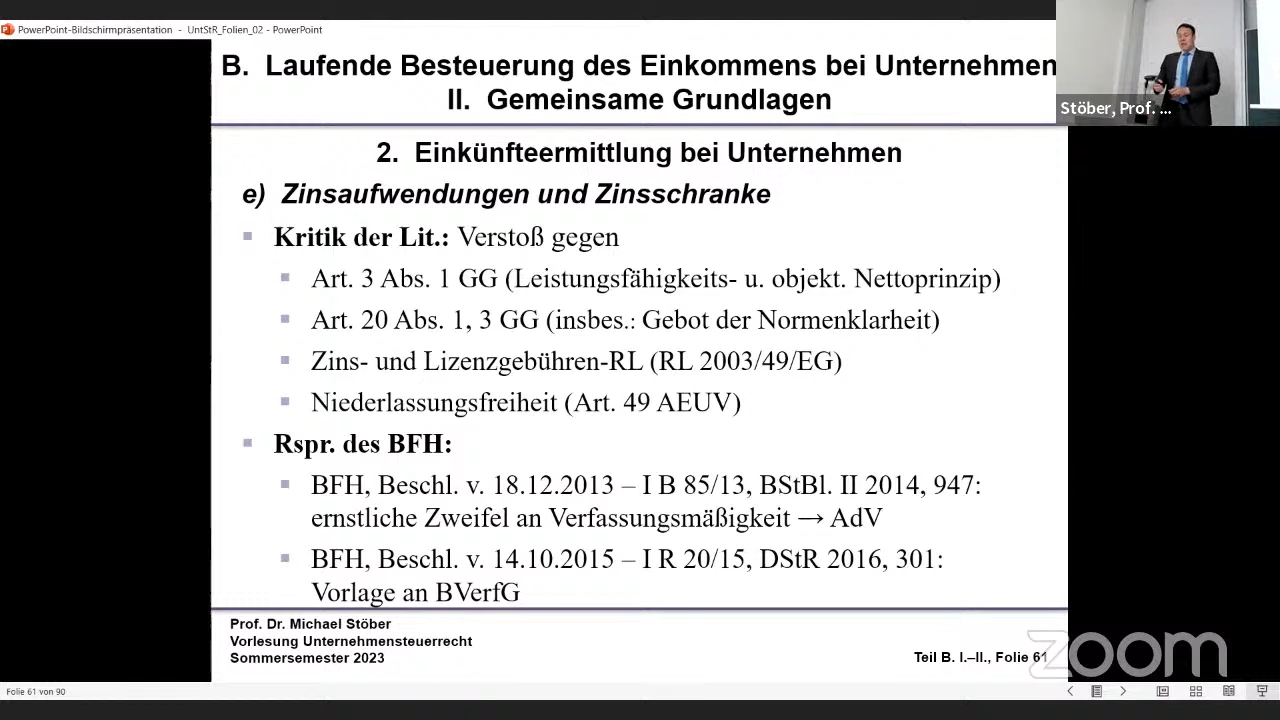 PowerPoint-Bildschirmpräsentation - UntStR_Folien_02 - PowerPoint
B. Laufende Besteuerung des Einkommens bei Unternehmen
II. Gemeinsame Grundlagen
Stöber, Prof. ...
2. Einkünfteermittlung bei Unternehmen
e) Zinsaufwendungen und Zinsschranke
Kritik der Lit.: Verstoß gegen
Art. 3 Abs. 1 GG (Leistungsfähigkeits- u. objekt. Nettoprinzip)
Art. 20 Abs. 1, 3 GG (insbes.: Gebot der Normenklarheit)
Zins- und Lizenzgebühren-RL (RL 2003/49/EG)
Niederlassungsfreiheit (Art. 49 AEUV)
Rspr. des BFH:
BFH, Beschl. v. 18.12.2013 – I B 85/13, BStBl. II 2014, 947:
ernstliche Zweifel an Verfassungsmäßigkeit → AdV
BFH, Beschl. v. 14.10.2015 – I R 20/15, DStR 2016, 301:
Vorlage an BVerfG
Prof. Dr. Michael Stöber
Vorlesung Unternehmensteuerrecht
Sommersemester 2023
Teil B. I.–II., Folie 61
zoom
Folie 61 von 90